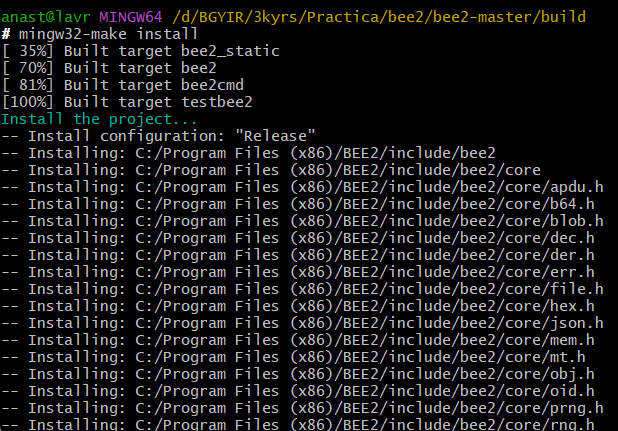 anast@lavr MINGW64 /d/BGYIR/3kyrs/Practica/bee2/bee2-master/build
# mingw32-make install
[ 35%] Built target bee2_static
[ 70%] Built target bee2
[ 81%] Built target bee2cmd
[100%] Built target testbee2
Install the project...
-- Install configuration: "Release"
-- Installing: C:/Program Files (x86)/BEE2/include/bee2
-- Installing: C:/Program Files (x86)/BEE2/include/bee2/core
-- Installing: C:/Program Files (x86)/BEE2/include/bee2/core/apdu.h
-- Installing: C:/Program Files (x86)/BEE2/include/bee2/core/b64.h
-- Installing: C:/Program Files (x86)/BEE2/include/bee2/core/blob.h
-- Installing: C:/Program Files (x86)/BEE2/include/bee2/core/dec.h
-- Installing: C:/Program Files (x86)/BEE2/include/bee2/core/der.h
-- Installing: C:/Program Files (x86)/BEE2/include/bee2/core/err.h
-- Installing: C:/Program Files (x86)/BEE2/include/bee2/core/file.h
-- Installing: C:/Program Files (x86)/BEE2/include/bee2/core/hex.h
-- Installing: C:/Program Files (x86)/BEE2/include/bee2/core/json.h
-- Installing: C:/Program Files (x86)/BEE2/include/bee2/core/mem.h
-- Installing: C:/Program Files (x86)/BEE2/include/bee2/core/mt.h
-- Installing: C:/Program Files (x86)/BEE2/include/bee2/core/obj.h
-- Installing: C:/Program Files (x86)/BEE2/include/bee2/core/oid.h
-- Installing: C:/Program Files (x86)/BEE2/include/bee2/core/prng.h
-- Installing: C:/Program Files (x86)/BEE2/include/bee2/core/rng.h